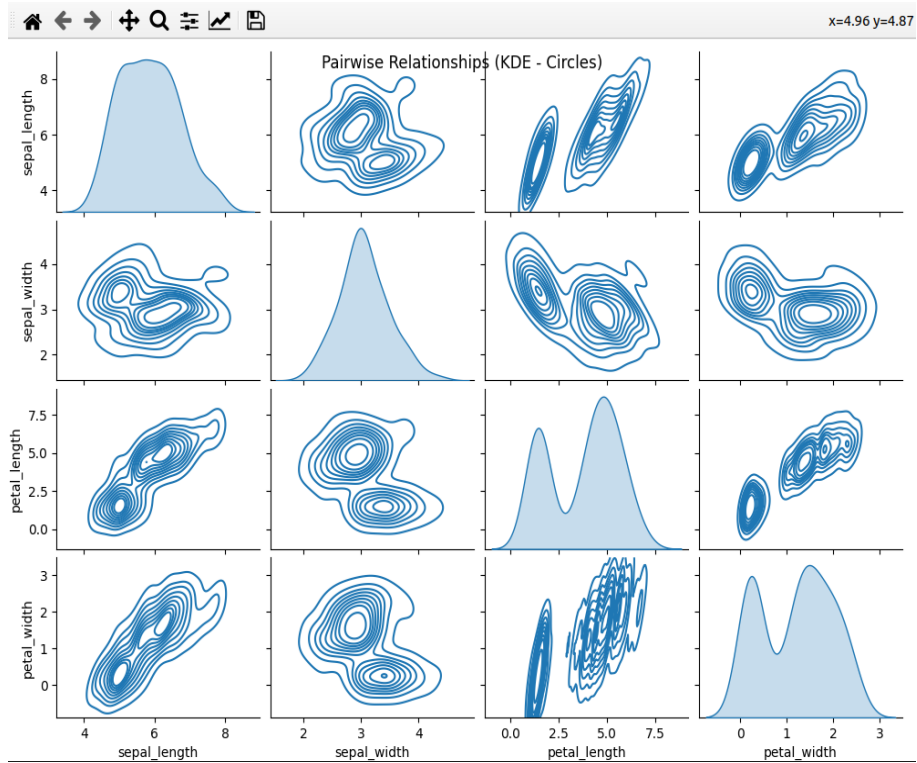 x=4.96 y=4.87
Pairwise Relationships (KDE - Circles)
8
6
4
sepal_length
4
3
2
sepal_width
7.5
5.0
2.5
0.0
petal_length
3
2
1
0
petal_width
4 6 8
sepal_length
2 3 4
sepal_width
0.0 2.5 5.0 7.5
petal_length
0 1 2 3
petal_width